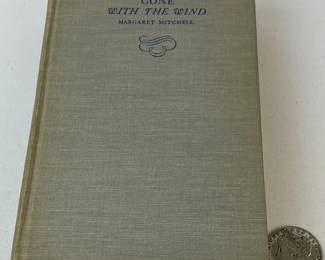 GONE
WITH THE WIND
MARGARET MITCHELL